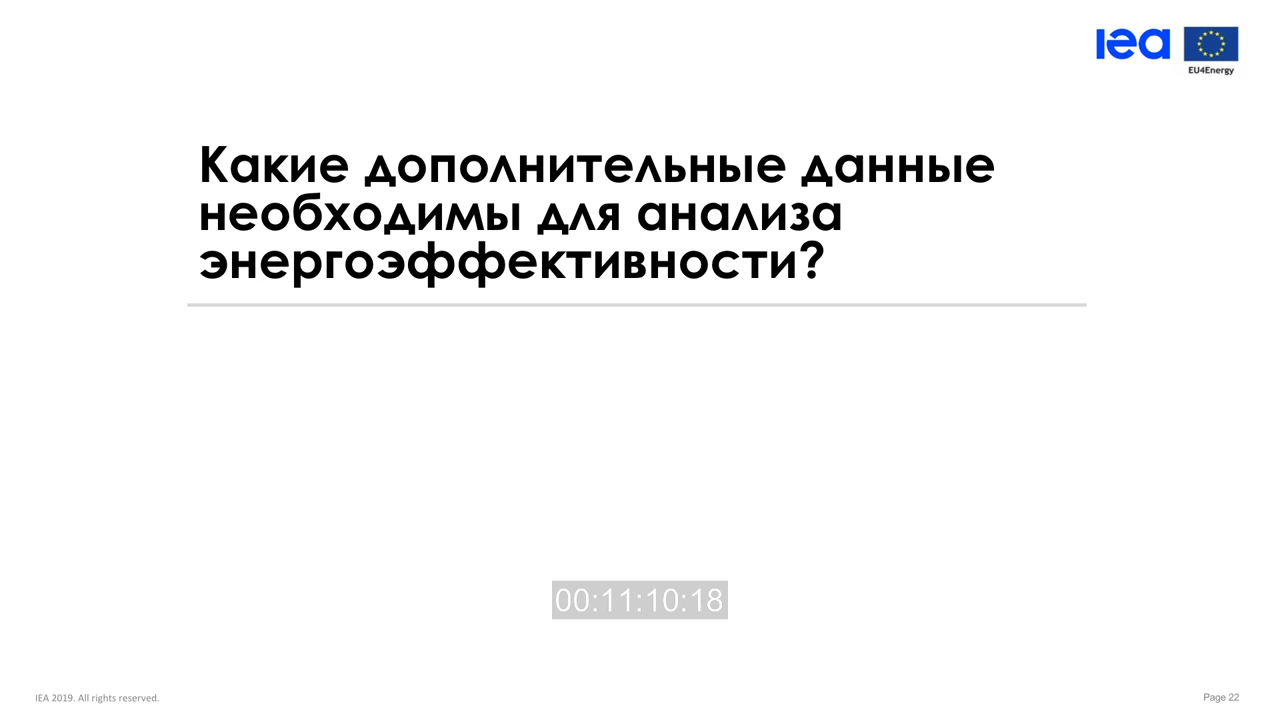 iea
EU4Energy
Какие дополнительные данные
необходимы для анализа
энергоэффективности?
00:11:10:18
IEA 2019. All rights reserved.
Page 22